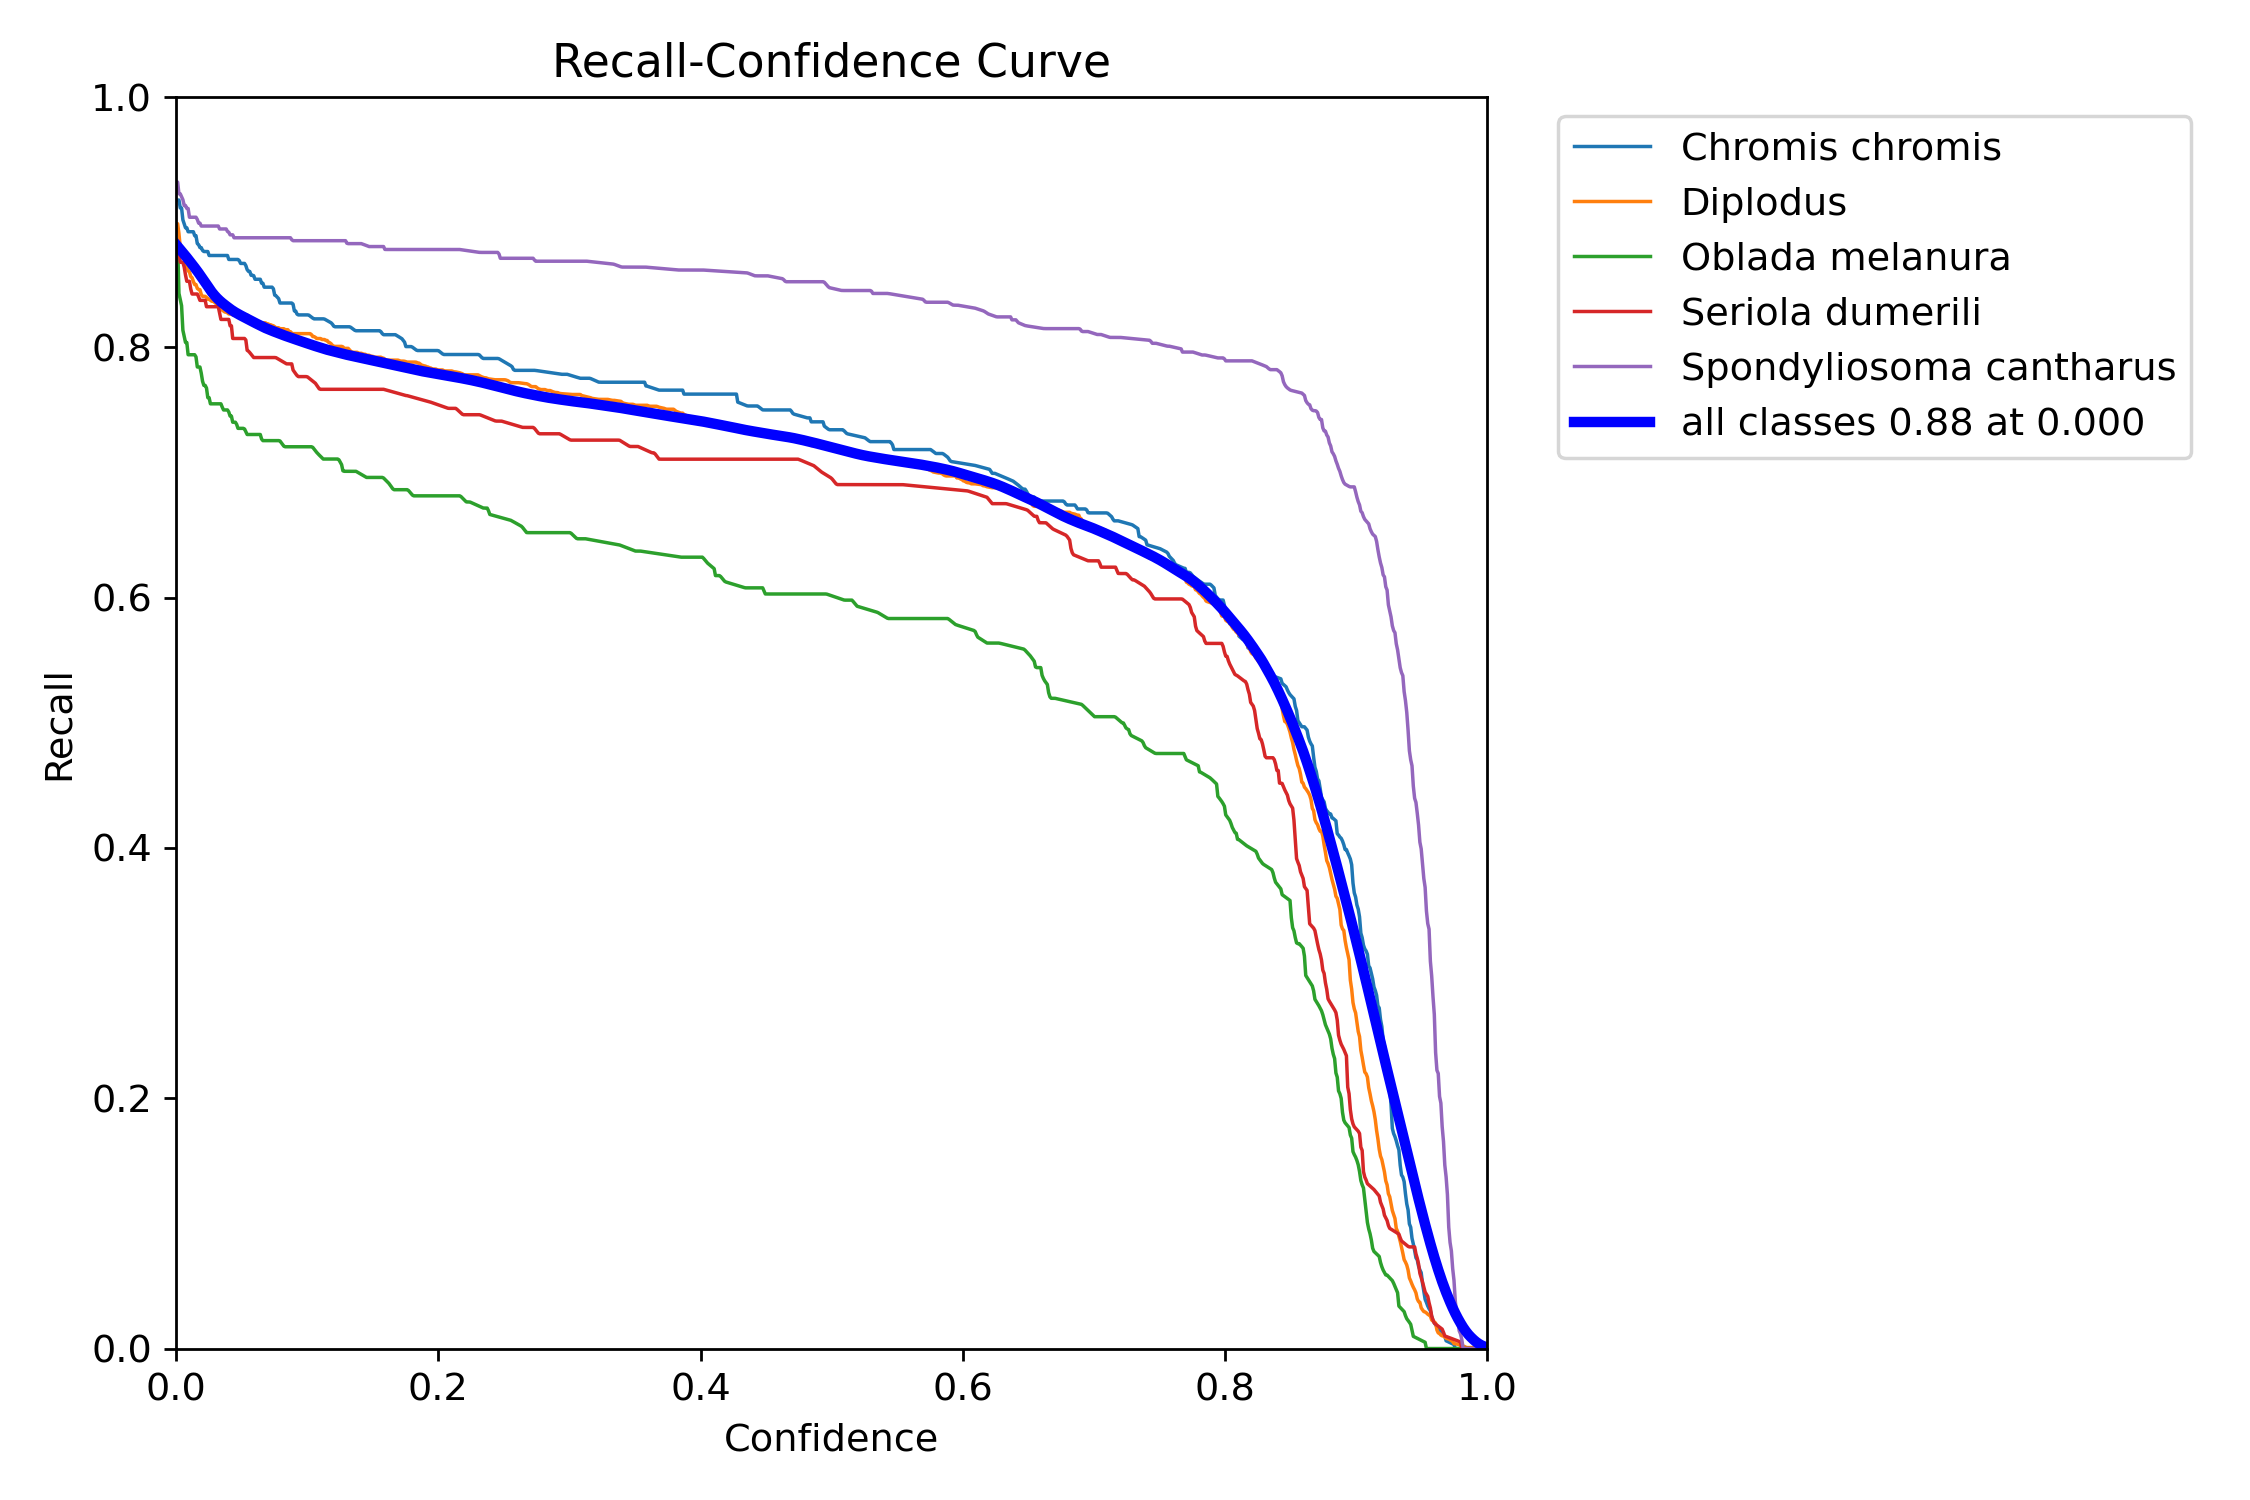 Recall-Confidence Curve
1.0
0.8
0.6
0.4
0.2
0.0
Recall
0.0 0.2 0.4 0.6 0.8 1.0
Confidence
Chromis chromis
Diplodus
Oblada melanura
Seriola dumerili
Spondyliosoma cantharus
all classes 0.88 at 0.000